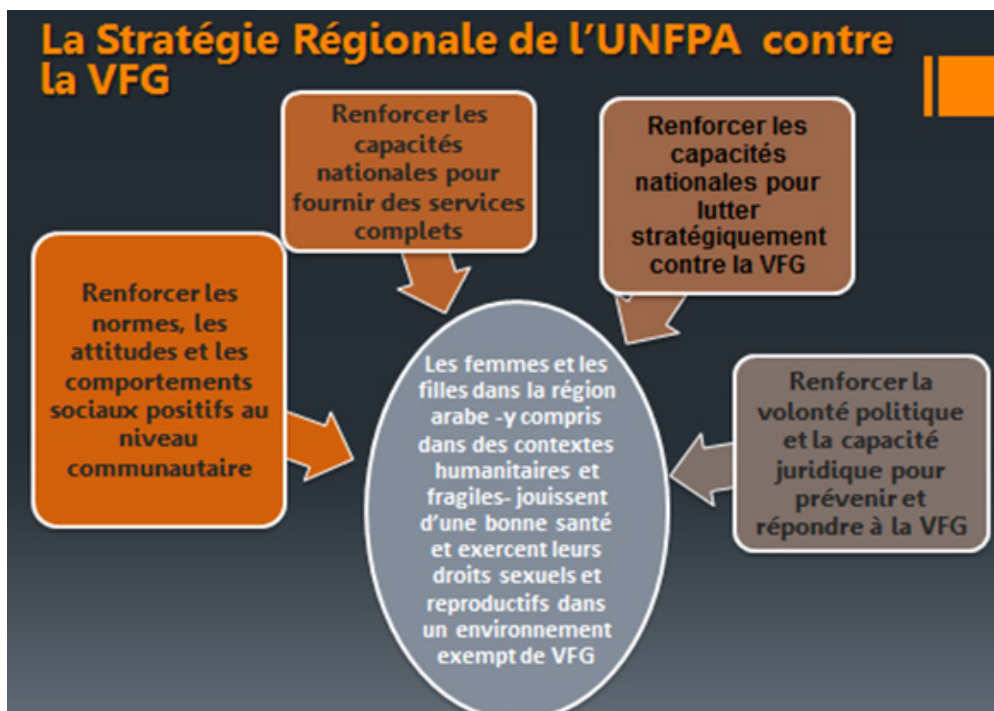 La Stratégie Régionale de l'UNFPA contre
la VFG
Renforcer les
capacités
nationales pour
fournir des services
complets
Renforcer les
capacités
nationales pour
lutter
stratégiquement
contre la VFG
Renforcer les
normes, les
attitudes et les
comportements
sociaux positifs au
niveau
communautaire
Les femmes et les
filles dans la région
arabe -y compris
dans des contextes
humanitaires et
fragiles- jouissent
d'une bonne santé
et exercent leurs
droits sexuels et
reproductifs dans
un environnement
exempt de VFG
Renforcer la
volonté politique
et la capacité
juridique pour
prévenir et
répondre à la VFG